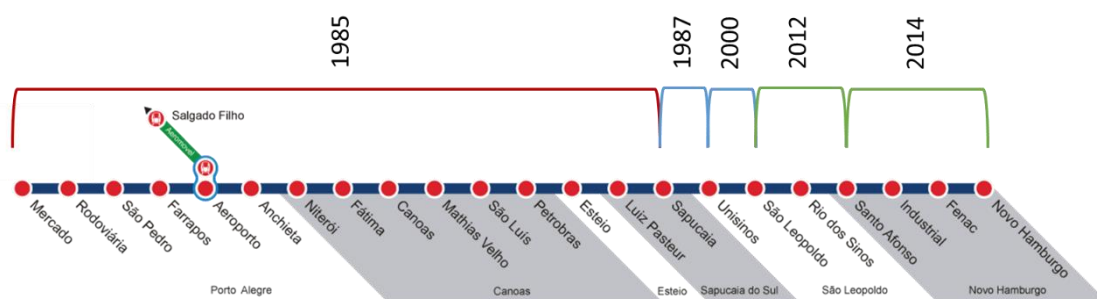 1985
1987
2000
2012
2014
Salgado Filho
Aeromóvel
Mercado
Rodoviária
São Pedro
Farrapos
Aeroporto
Anchieta
Niterói
Fátima
Canoas
Mathias Velho
São Luís
Petrobras
Esteio
Luiz Pasteur
Sapucaia
Unisinos
São Leopoldo
Rio dos Sinos
Santo Afonso
Industrial
Fenac
Novo Hamburgo
Porto Alegre
Canoas
Esteio
Sapucaia do Sul
São Leopoldo
Novo Hamburgo